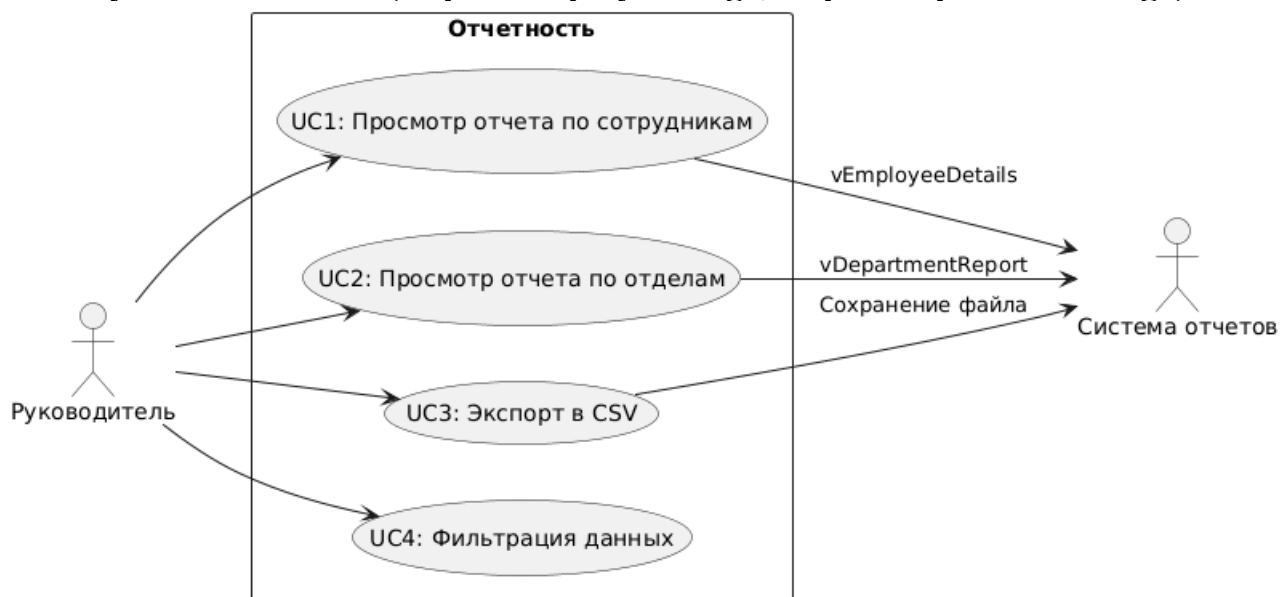 Отчетность
UC1: Просмотр отчета по сотрудникам
vEmployeeDetails
UC2: Просмотр отчета по отделам
vDepartmentReport
Сохранение файла
Система отчетов
Руководитель
UC3: Экспорт в CSV
UC4: Фильтрация данных